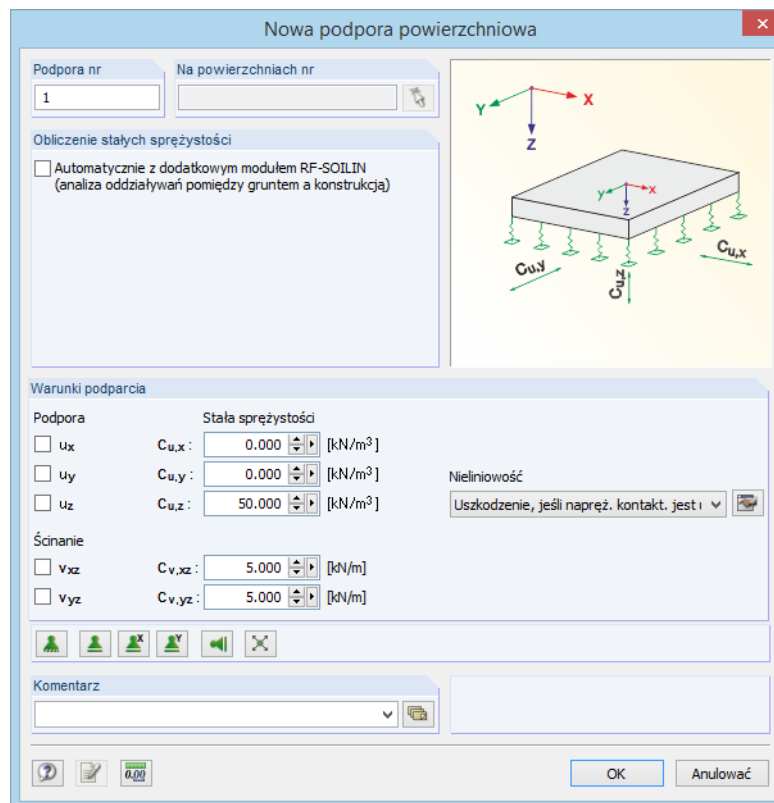 Nowa podpora powierzchniowa
Podpora nr
Na powierzchniach nr
1
Obliczenie stałych sprężystości
Automatycznie z dodatkowym modułem RF-SOILIN
(analiza oddziaływań pomiędzy gruntem a konstrukcją)
Y
X
Z
y
x
z
Cu,y
Cu,z
Cu,x
Warunki podparcia
Podpora
Stała sprężystości
ux
Cu,x :
0.000
[kN/m³]
uy
Cu,y :
0.000
[kN/m³]
uz
Cu,z :
50.000
[kN/m³]
Nieliniowość
Uszkodzenie, jeśli napręż. kontakt. jest
Ścinanie
vxz
Cv,xz :
5.000
[kN/m]
vyz
Cv,yz :
5.000
[kN/m]
X
Y
Komentarz
0.00
OK
Anulować